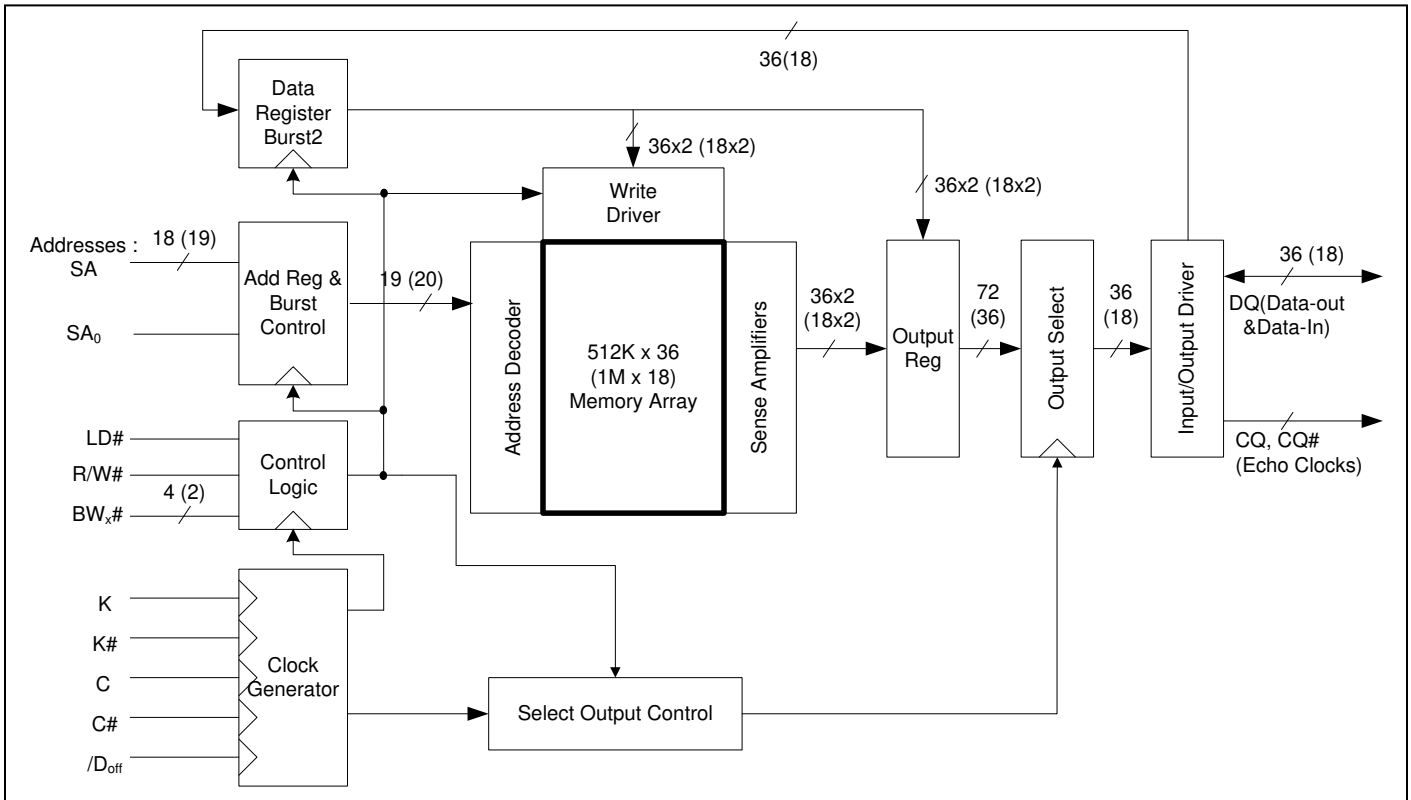 36(18)
Data
Register
Burst2
36x2 (18x2)
36x2 (18x2)
Write
Driver
Addresses :
SA
18 (19)
SA0
Add Reg &
Burst
Control
19 (20)
Address Decoder
512K x 36
(1M x 18)
Memory Array
Sense Amplifiers
36x2
(18x2)
Output
Reg
72
(36)
Output Select
36
(18)
Input/Output Driver
36 (18)
DQ(Data-out
&Data-In)
CQ, CQ#
(Echo Clocks)
LD#
R/W#
BWx#
4 (2)
Control
Logic
K
K#
C
C#
/Doff
Clock
Generator
Select Output Control